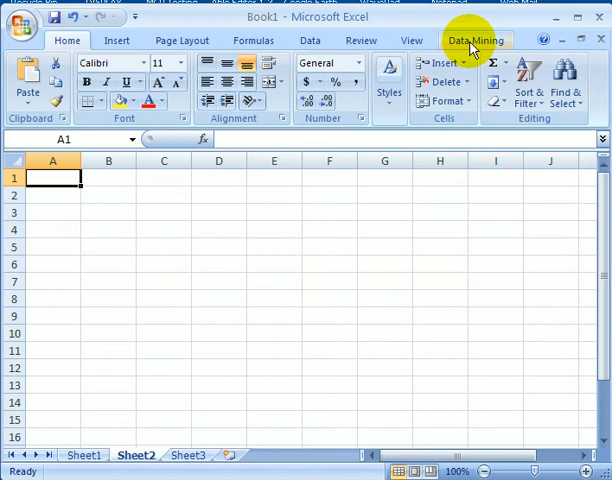 Book1 - Microsoft Excel
Home Insert Page Layout Formulas Data Review View Data Mining
Calibri 11 General Insert Σ
B I U A $ % , Delete
Paste Styles Format Sort & Filter Find & Select
Clipboard Font Alignment Number Cells Editing
A1 fx
A B C D E F G H I J
1
2
3
4
5
6
7
8
9
10
11
12
13
14
15
16
Sheet1 Sheet2 Sheet3
Ready 100%